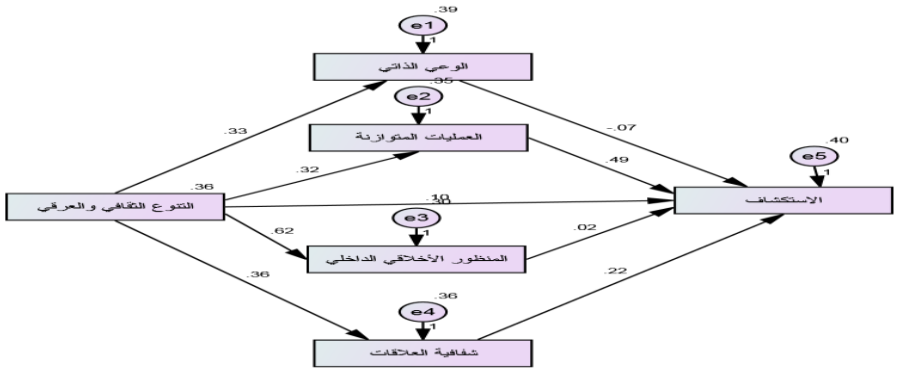 .39
e1
1
الوعي الذاتي
.35
e2
1
.33
-.07
العمليات المتوازنة
.40
e5
1
.49
.32
.36
التنوع الثقافي والعرقي
.10
الاستكشاف
e3
1
.62
.02
المنظور الأخلاقي الداخلي
.36
.22
.36
e4
1
شفافية العلاقات